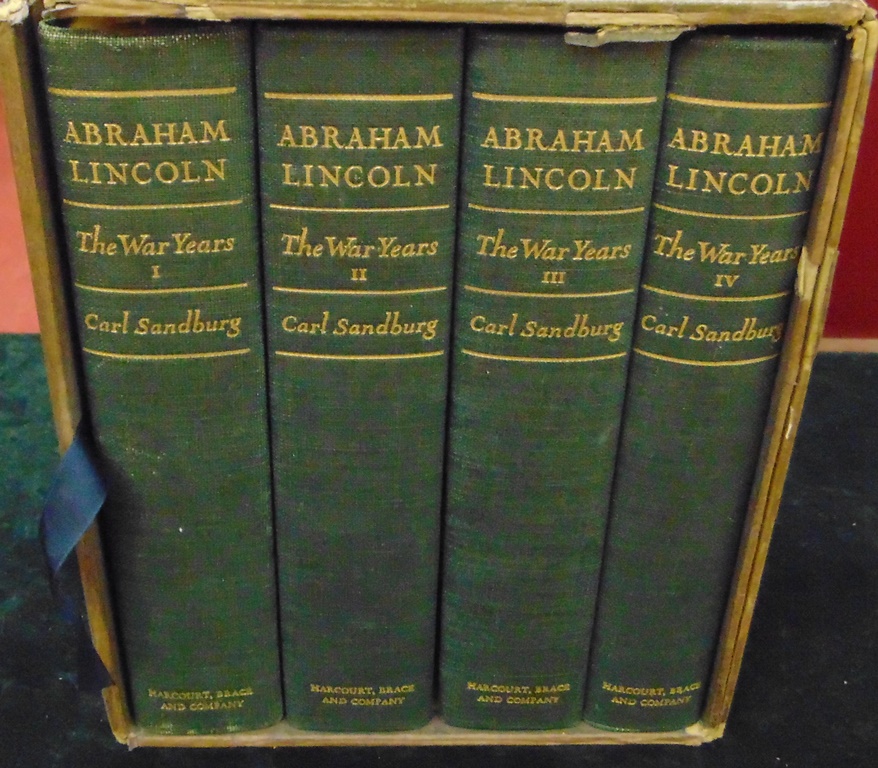 ABRAHAM
LINCOLN
The War Years
I
Carl Sandburg
HARCOURT, BRACE
AND COMPANY
ABRAHAM
LINCOLN
The War Years
II
Carl Sandburg
HARCOURT, BRACE
AND COMPANY
ABRAHAM
LINCOLN
The War Years
III
Carl Sandburg
HARCOURT, BRACE
AND COMPANY
ABRAHAM
LINCOLN
The War Years
IV
Carl Sandburg
HARCOURT, BRACE
AND COMPANY